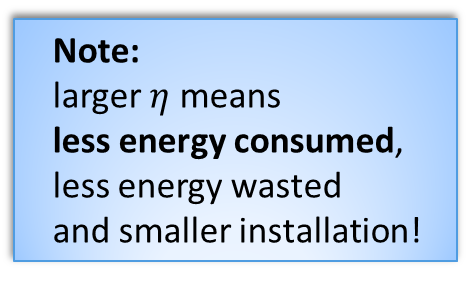 Note:
larger η means
less energy consumed,
less energy wasted
and smaller installation!